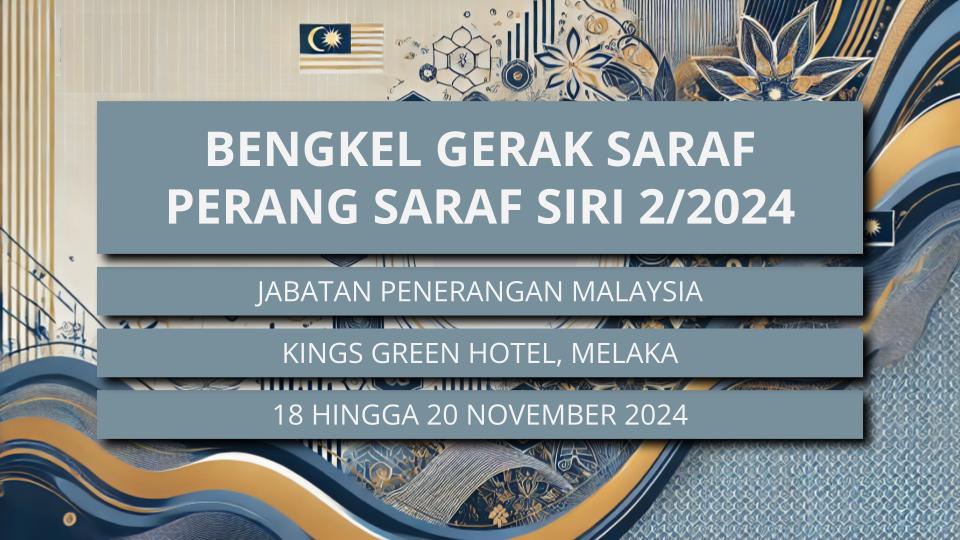 BENGKEL GERAK SARAF
PERANG SARAF SIRI 2/2024
JABATAN PENERANGAN MALAYSIA
KINGS GREEN HOTEL, MELAKA
18 HINGGA 20 NOVEMBER 2024